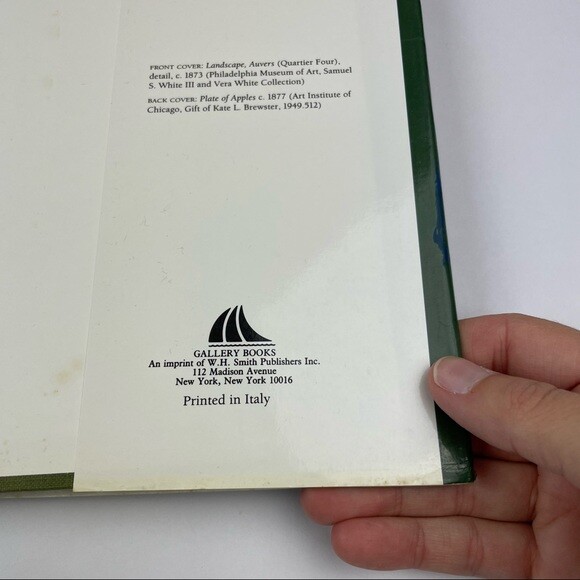 FRONT COVER: Landscape, Auvers (Quartier Four),
detail, c. 1873 (Philadelphia Museum of Art, Samuel
S. White III and Vera White Collection)
BACK COVER: Plate of Apples c. 1877 (Art Institute of
Chicago, Gift of Kate L. Brewster, 1949.512)
GALLERY BOOKS
An imprint of W.H. Smith Publishers Inc.
112 Madison Avenue
New York, New York 10016
Printed in Italy